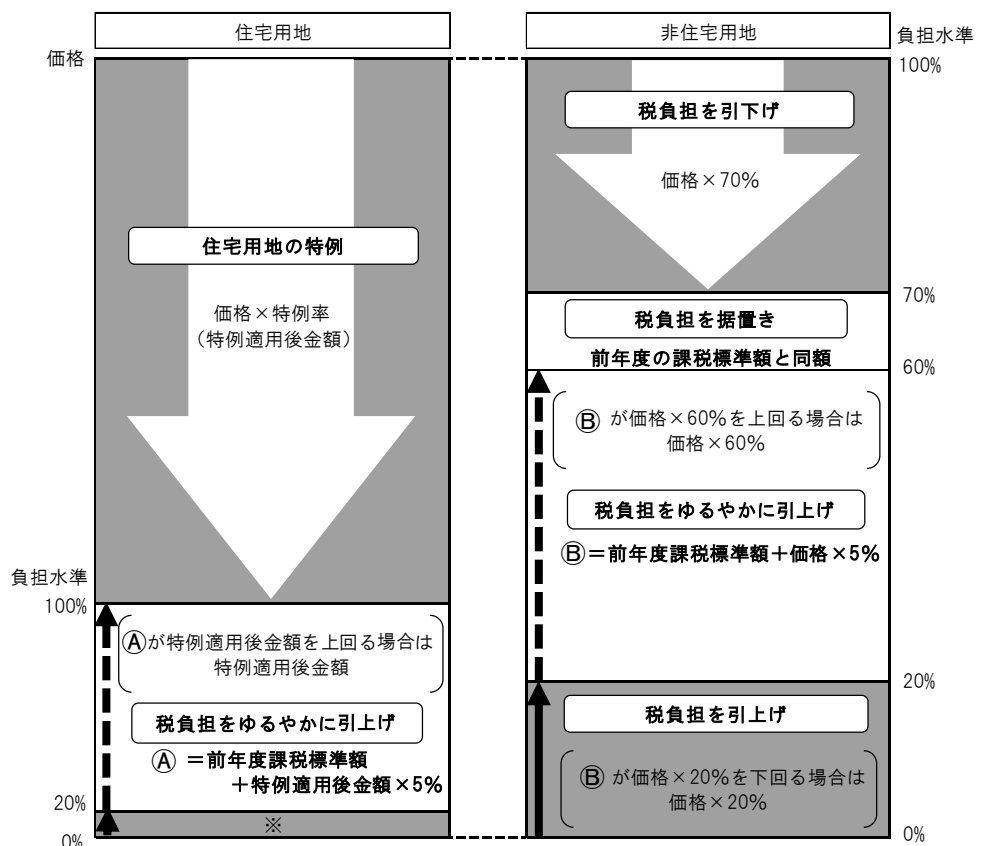 住宅用地
価格
住宅用地の特例
価格×特例率
（特例適用後金額）
負担水準
100%
Ⓐが特例適用後金額を上回る場合は
特例適用後金額
税負担をゆるやかに引上げ
Ⓐ ＝前年度課税標準額
＋特例適用後金額×5%
20%
※
0%
非住宅用地
負担水準
100%
税負担を引下げ
価格×70%
70%
税負担を据置き
前年度の課税標準額と同額
60%
Ⓑ が価格×60%を上回る場合は
価格×60%
税負担をゆるやかに引上げ
Ⓑ＝前年度課税標準額＋価格×5%
20%
税負担を引上げ
Ⓑ が価格×20%を下回る場合は
価格×20%
0%